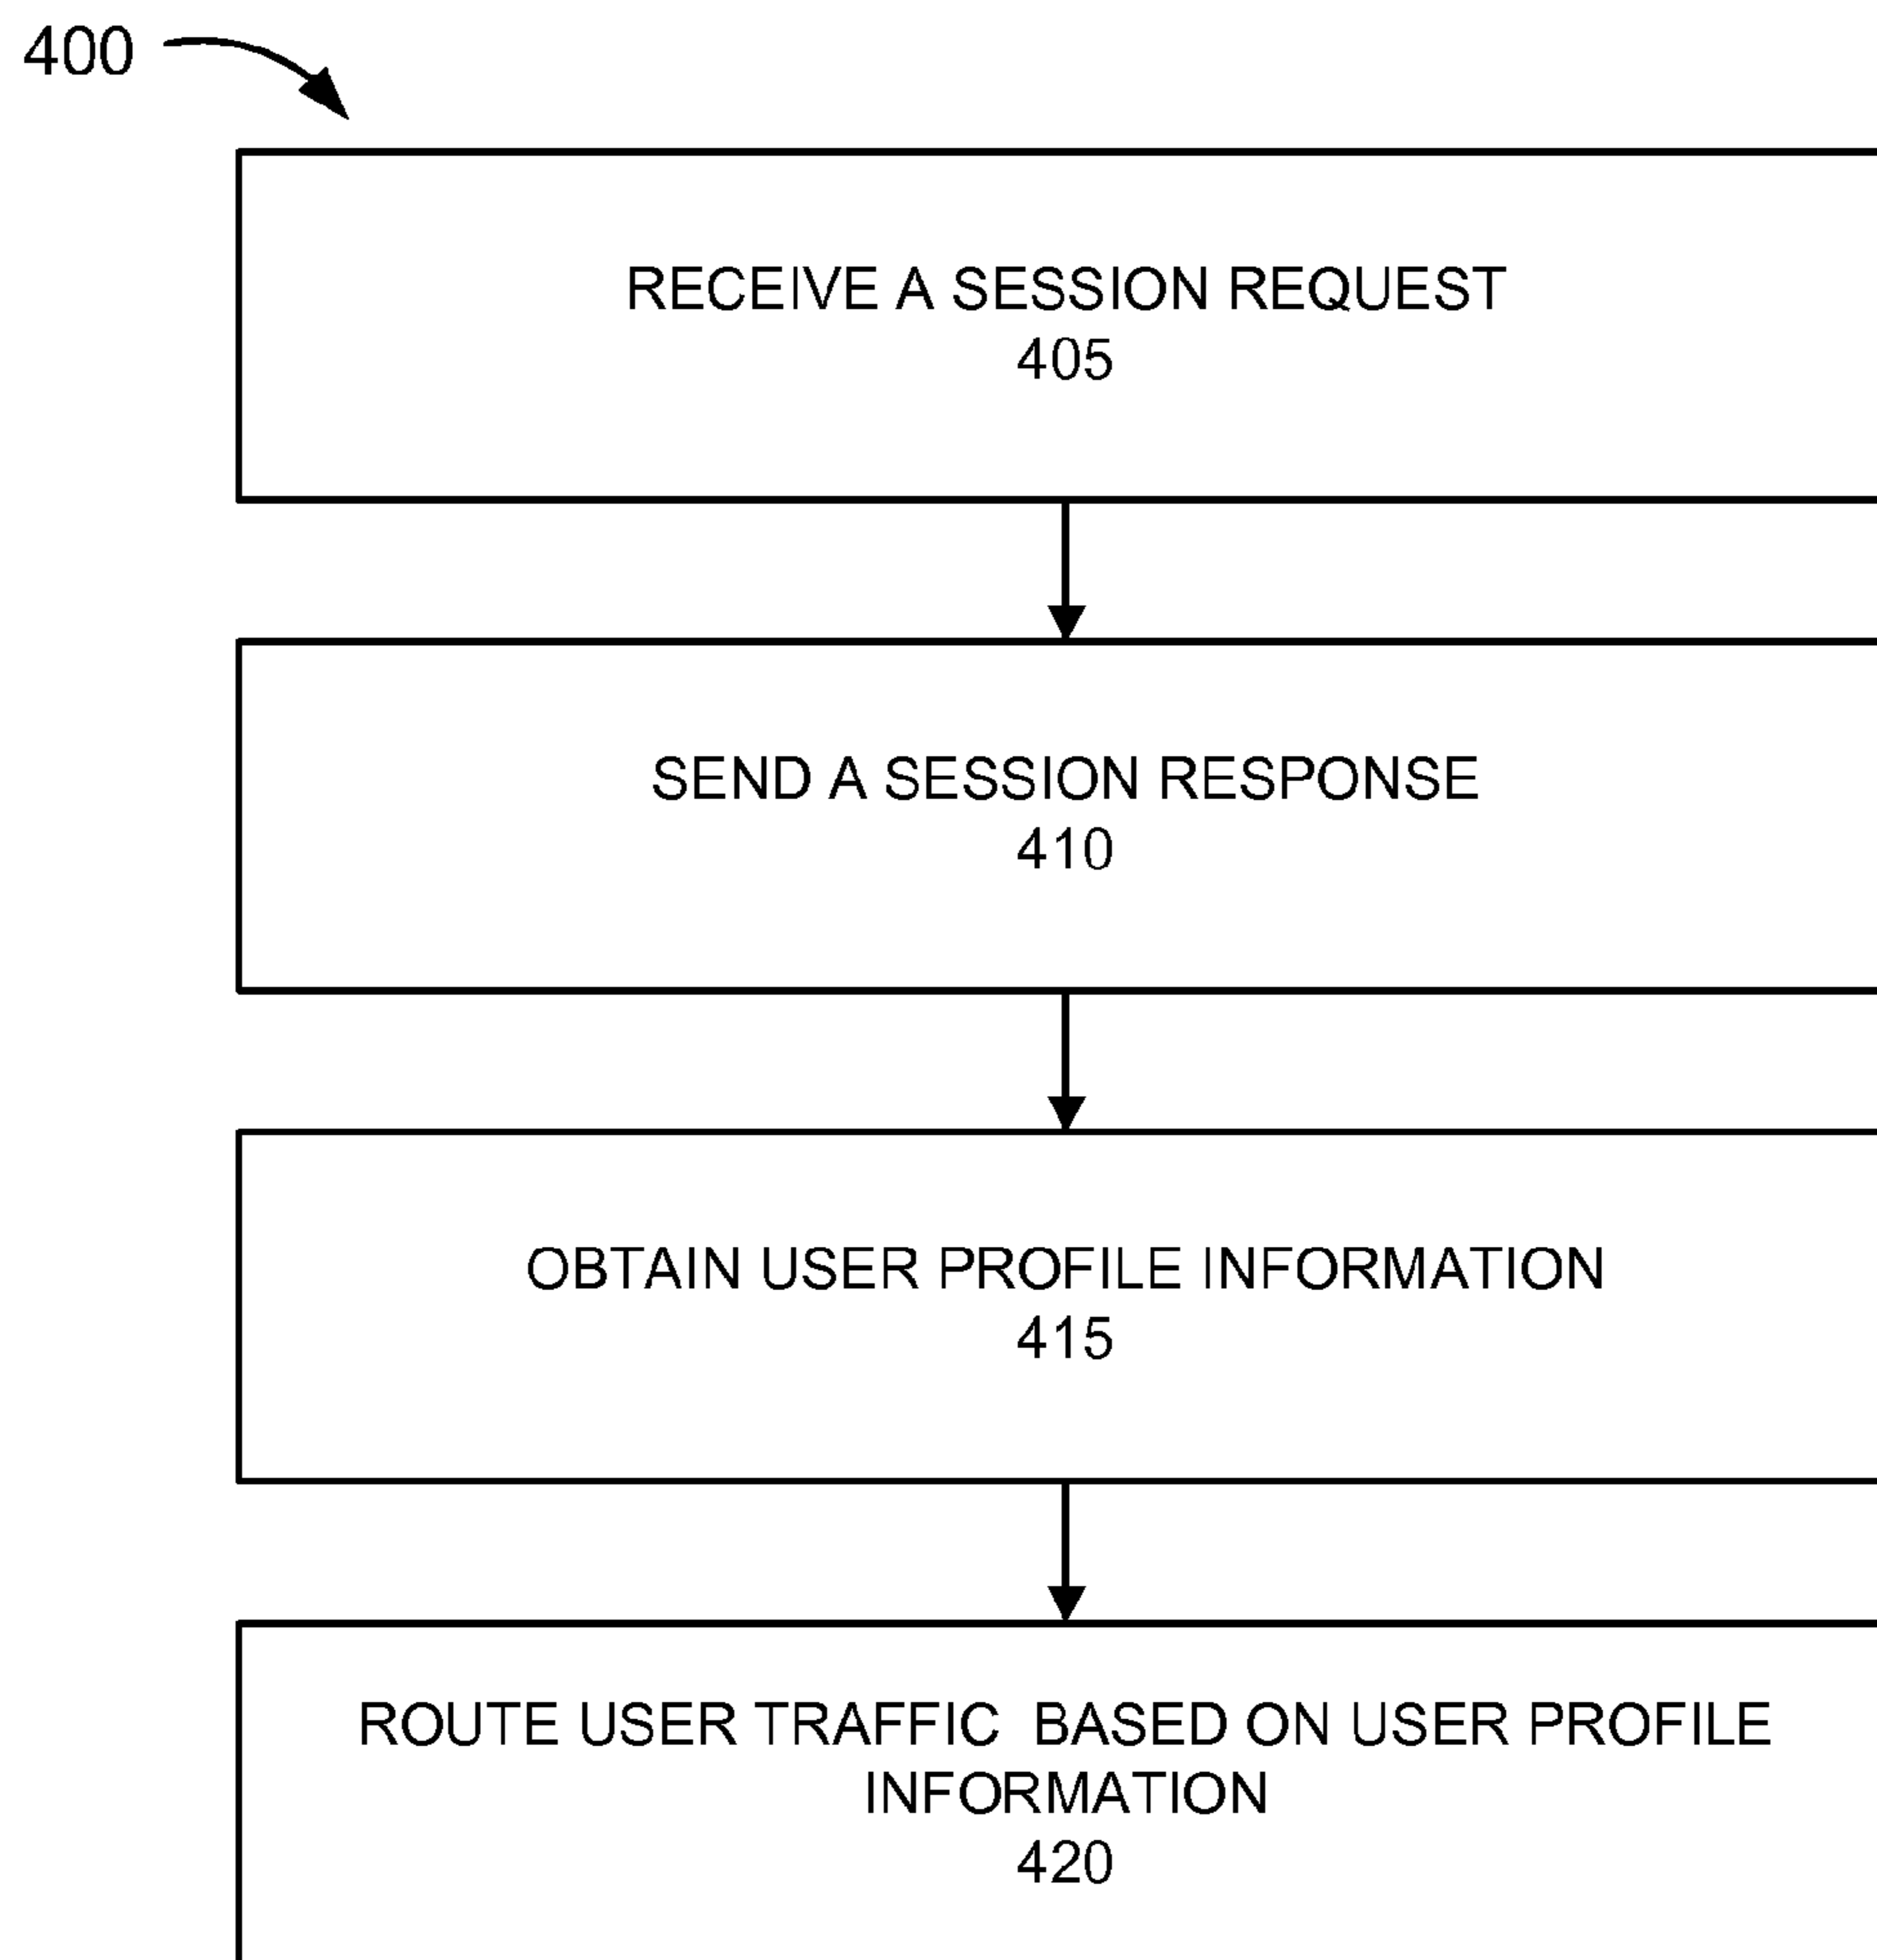 400
RECEIVE A SESSION REQUEST
405
SEND A SESSION RESPONSE
410
OBTAIN USER PROFILE INFORMATION
415
ROUTE USER TRAFFIC  BASED ON USER PROFILE
INFORMATION
420